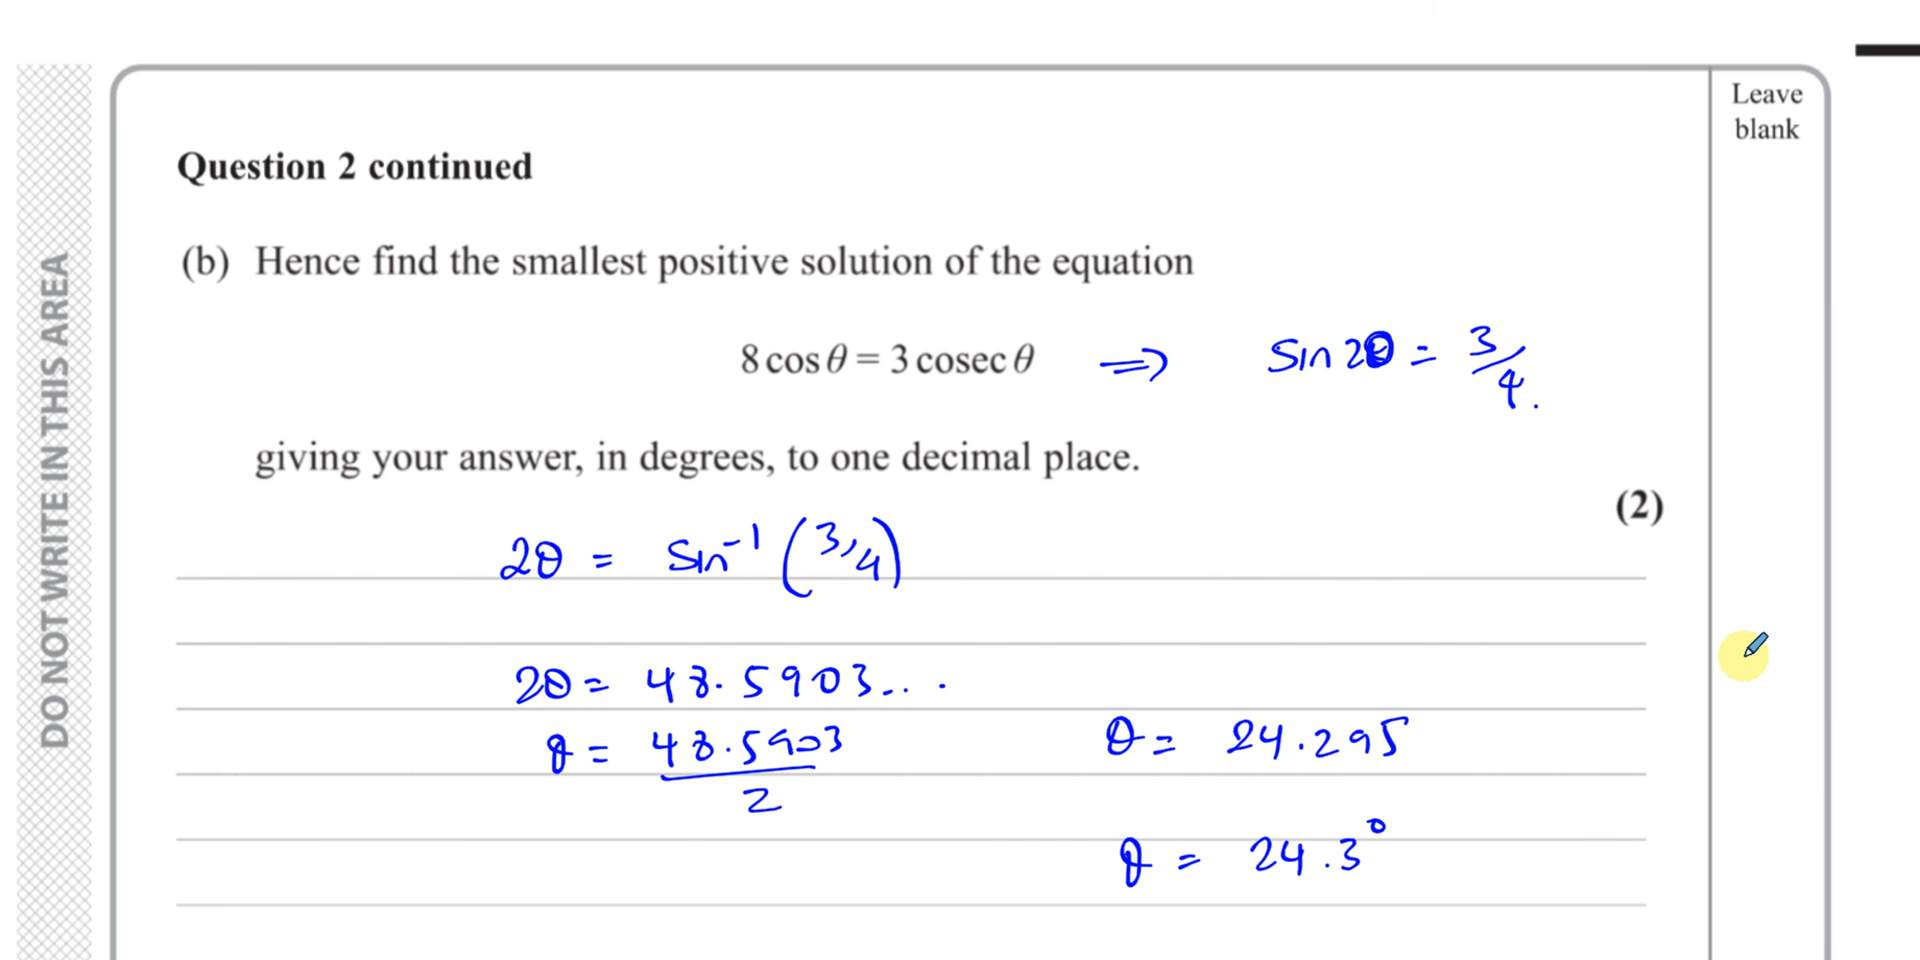 Leave
blank
Question 2 continued
(b) Hence find the smallest positive solution of the equation
8 cos θ = 3 cosec θ ⇒ sin 2θ = 3/4.
giving your answer, in degrees, to one decimal place.
(2)
2θ = sin⁻¹ (3/4)
2θ = 48.5903...
θ = 48.5903/2
θ = 24.295
θ = 24.3°
DO NOT WRITE IN THIS AREA